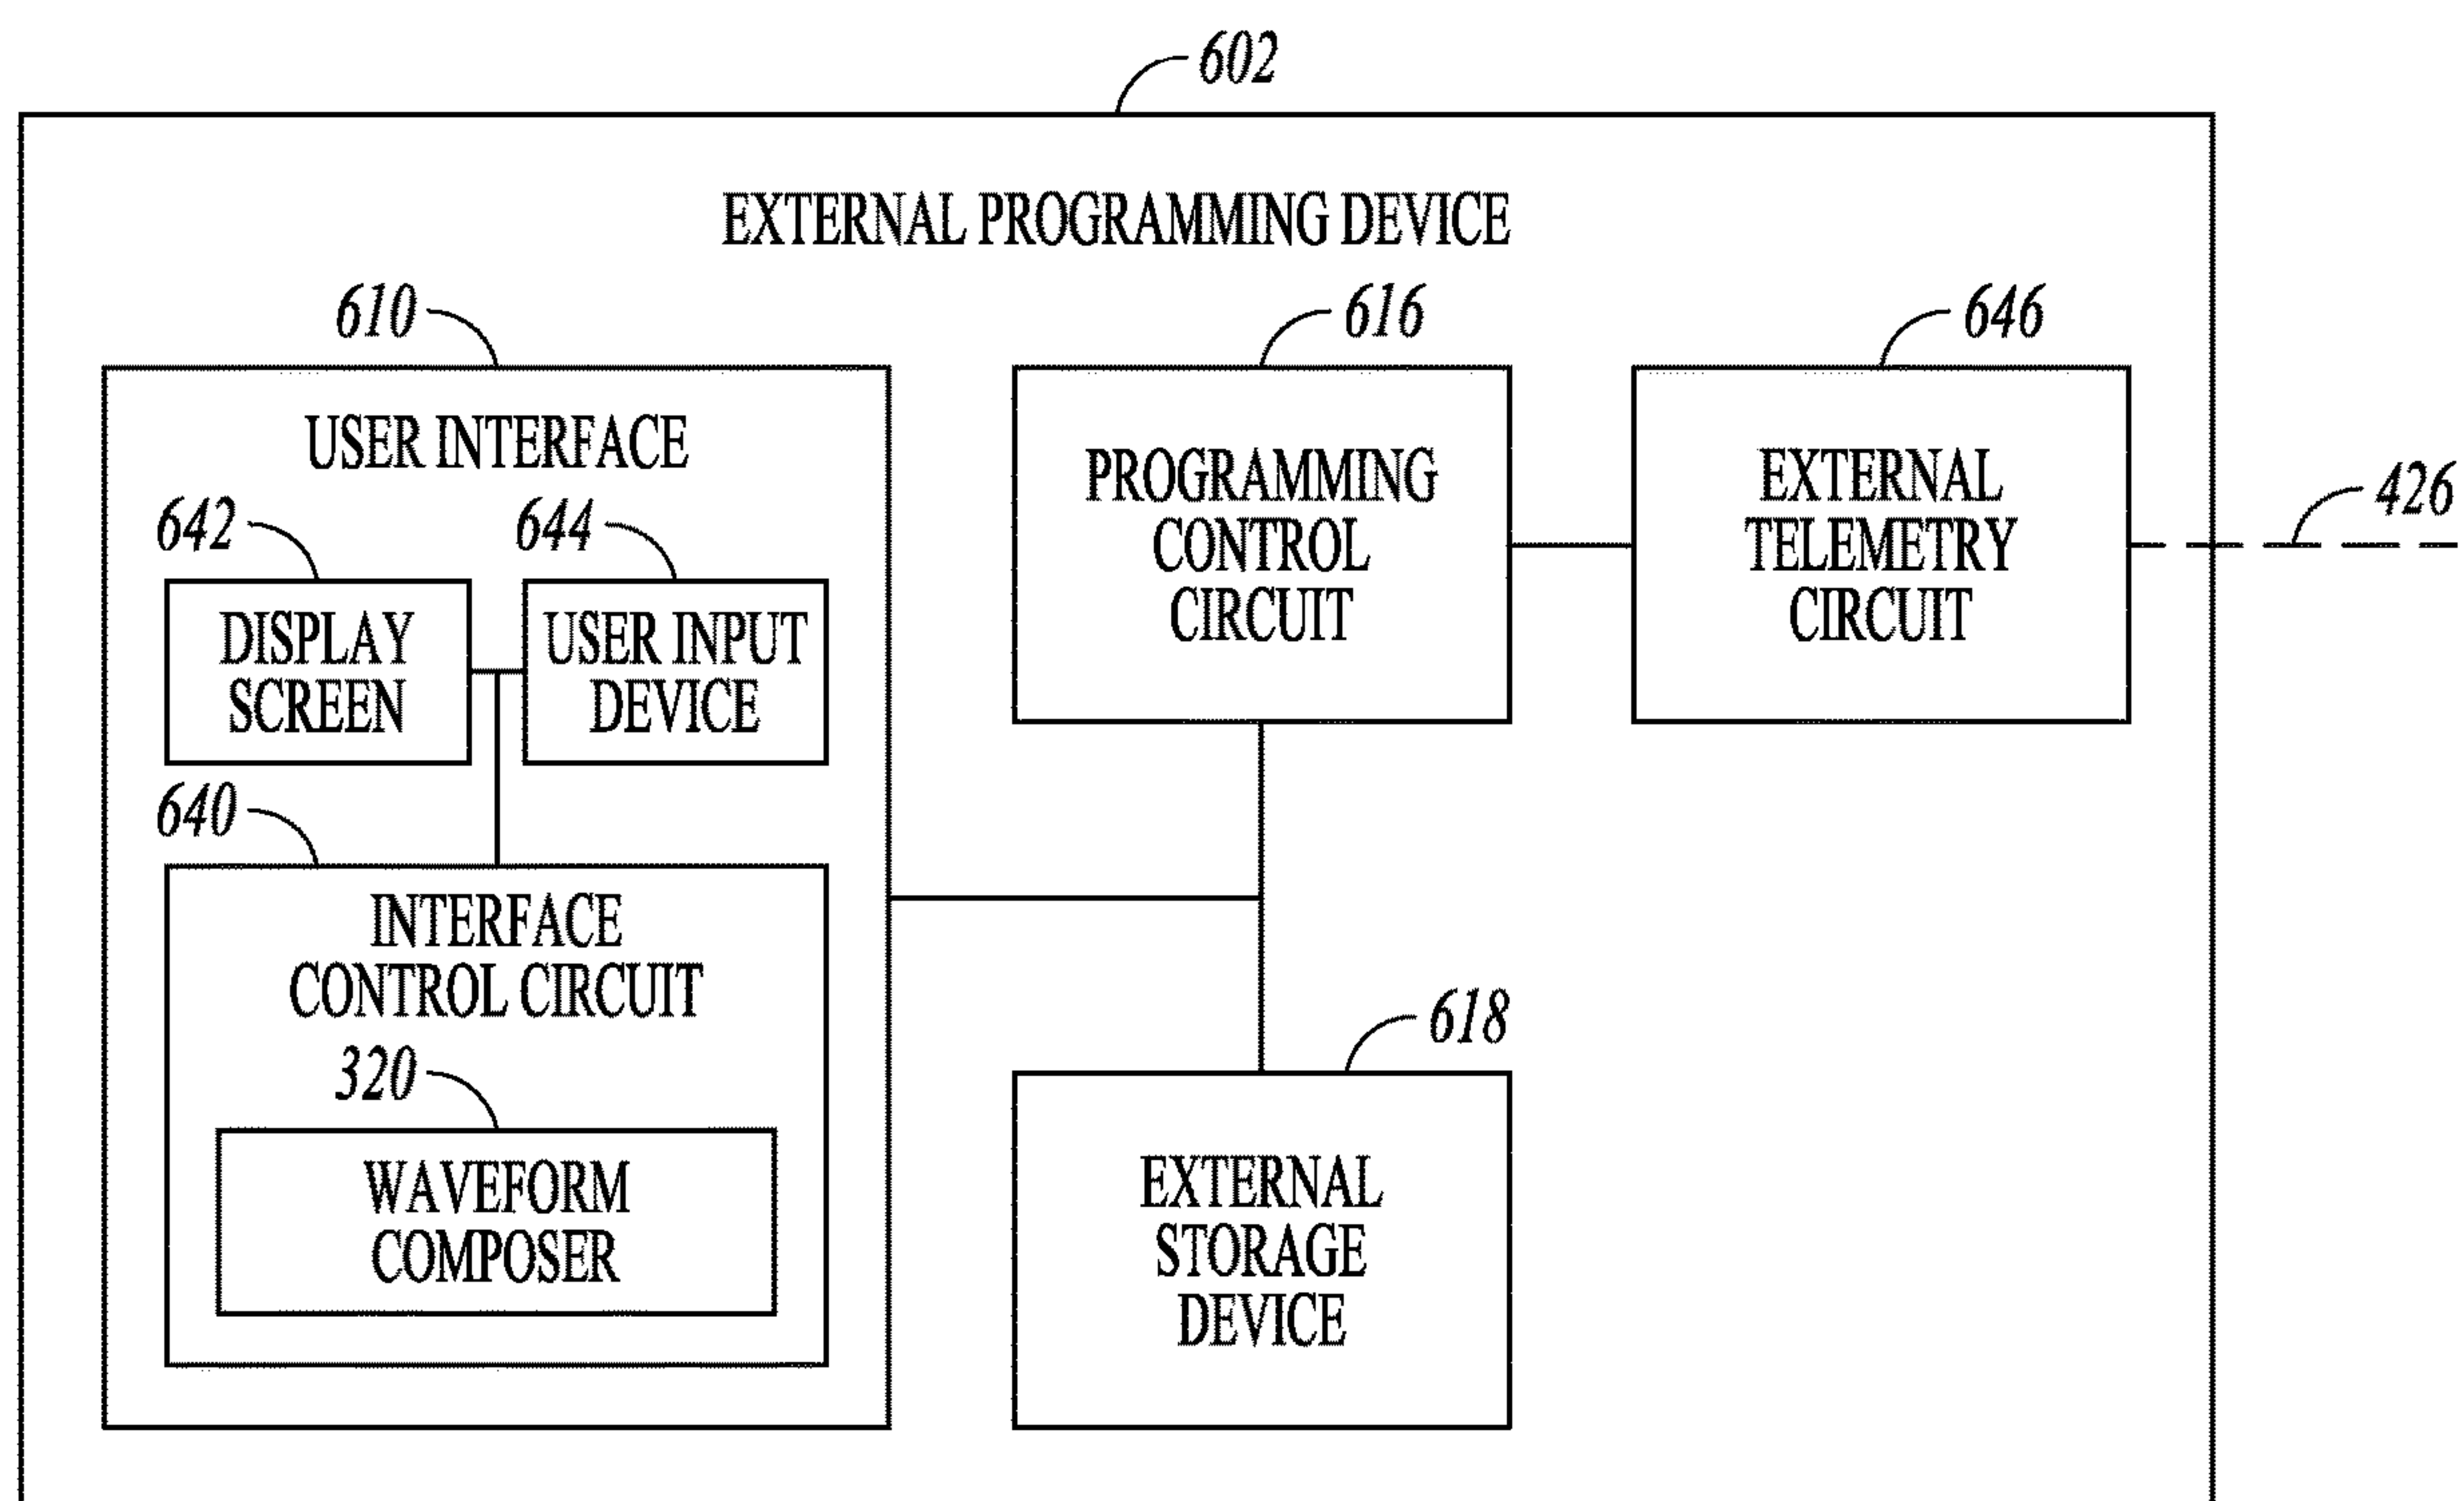 602
EXTERNAL PROGRAMMING DEVICE
610
616
646
USER INTERFACE
642
644
DISPLAY
SCREEN
USER INPUT
DEVICE
640
INTERFACE
CONTROL CIRCUIT
320
WAVEFORM
COMPOSER
PROGRAMMING
CONTROL
CIRCUIT
EXTERNAL
TELEMETRY
CIRCUIT
426
618
EXTERNAL
STORAGE
DEVICE